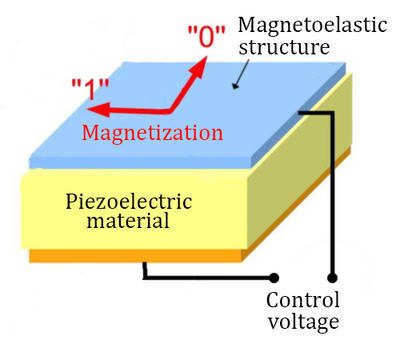 "0"
Magnetoelastic
structure
"1"
Magnetization
Piezoelectric
material
Control
voltage